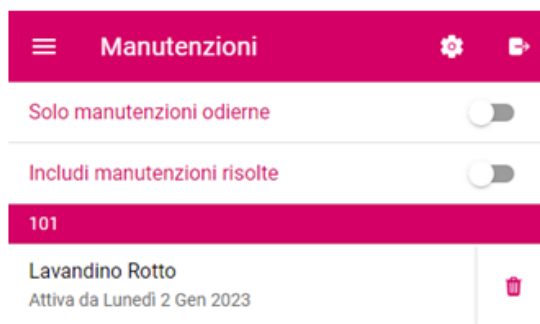 Manutenzioni
Solo manutenzioni odierne
Includi manutenzioni risolte
101
Lavandino Rotto
Attiva da Lunedì 2 Gen 2023